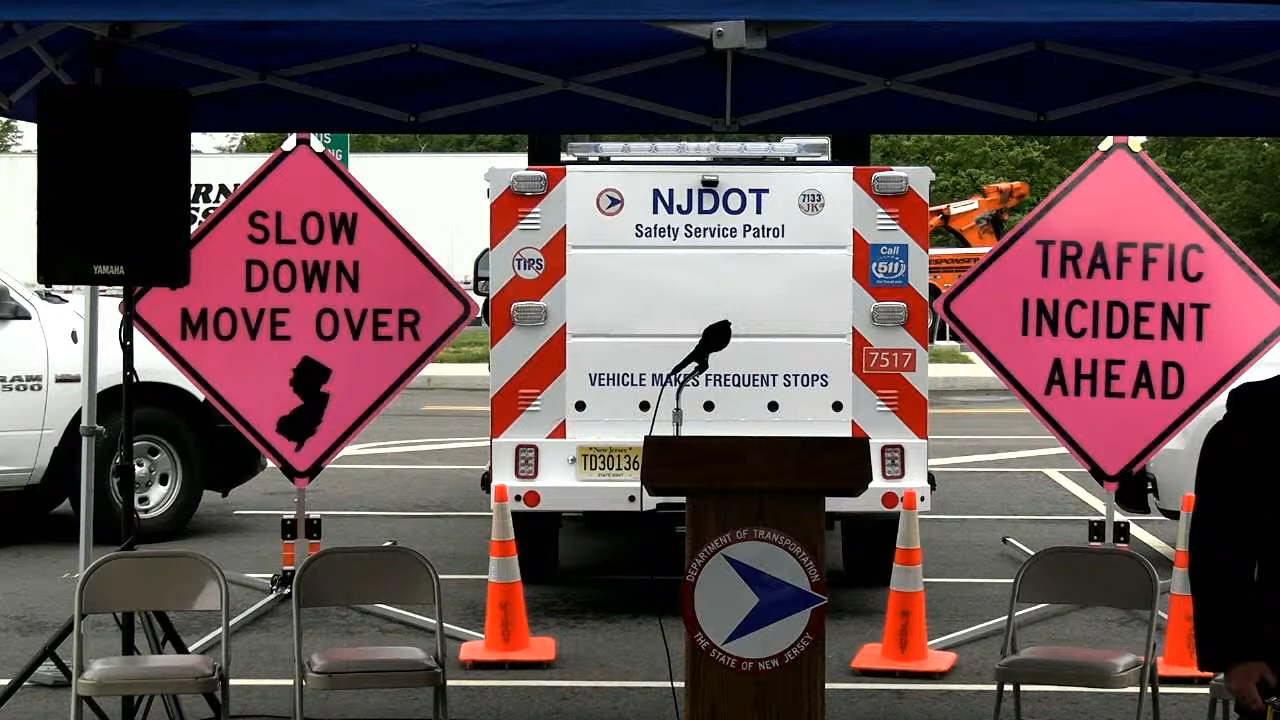 SLOW
DOWN
MOVE OVER
YAMAHA
RAM
NJDOT
Safety Service Patrol
7133
JK
TIPS
Call
511
7517
VEHICLE MAKES FREQUENT STOPS
New Jersey
TD30136
TRAFFIC
INCIDENT
AHEAD
DEPARTMENT OF TRANSPORTATION
THE STATE OF NEW JERSEY